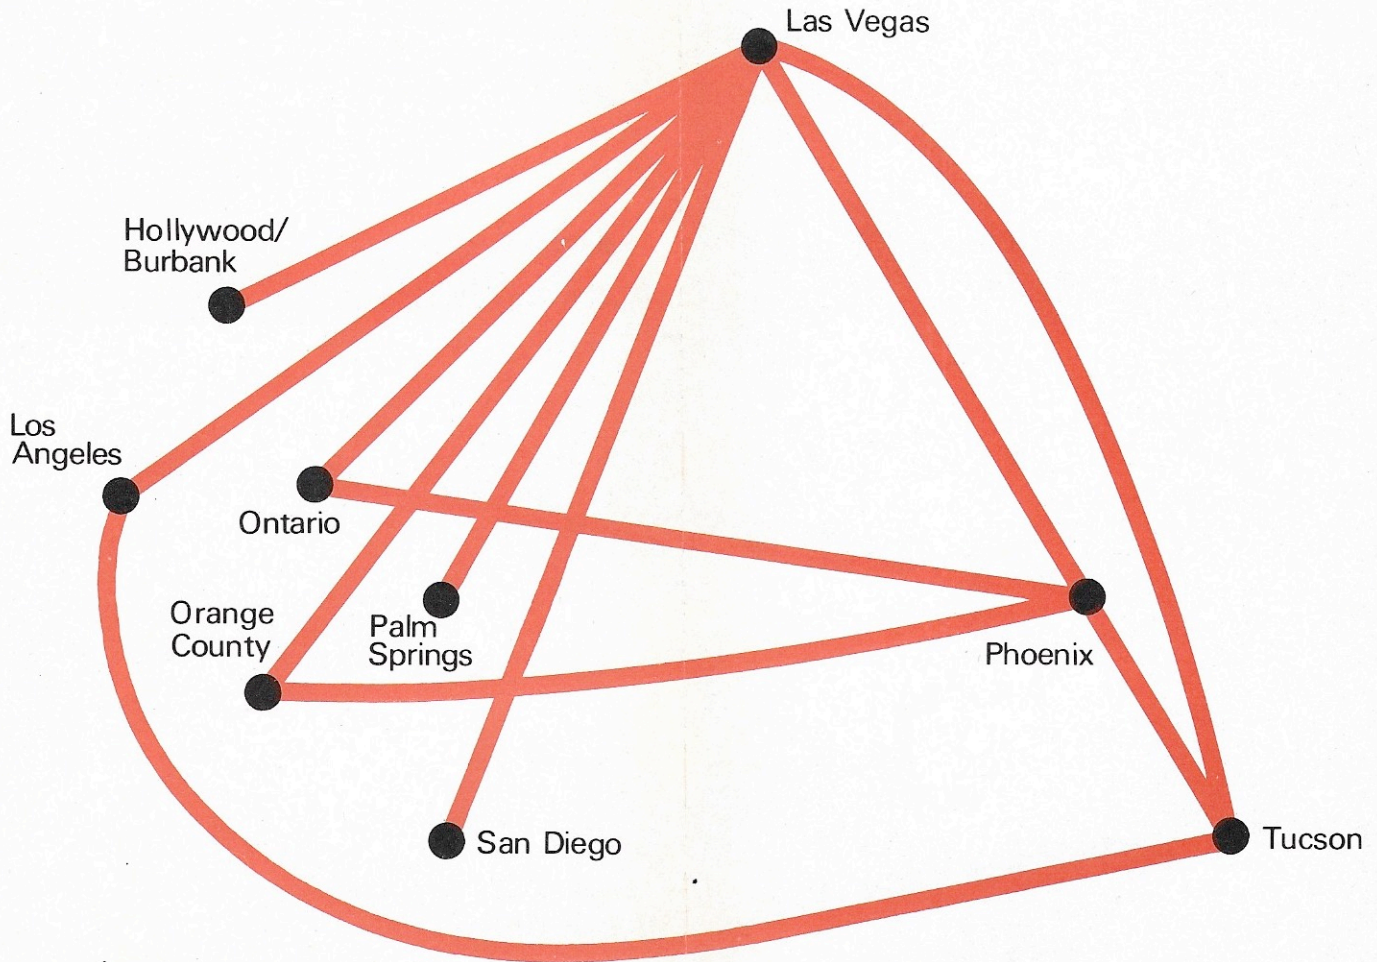 Las Vegas
Hollywood/
Burbank
Los
Angeles
Ontario
Orange
County
Palm
Springs
Phoenix
San Diego
Tucson